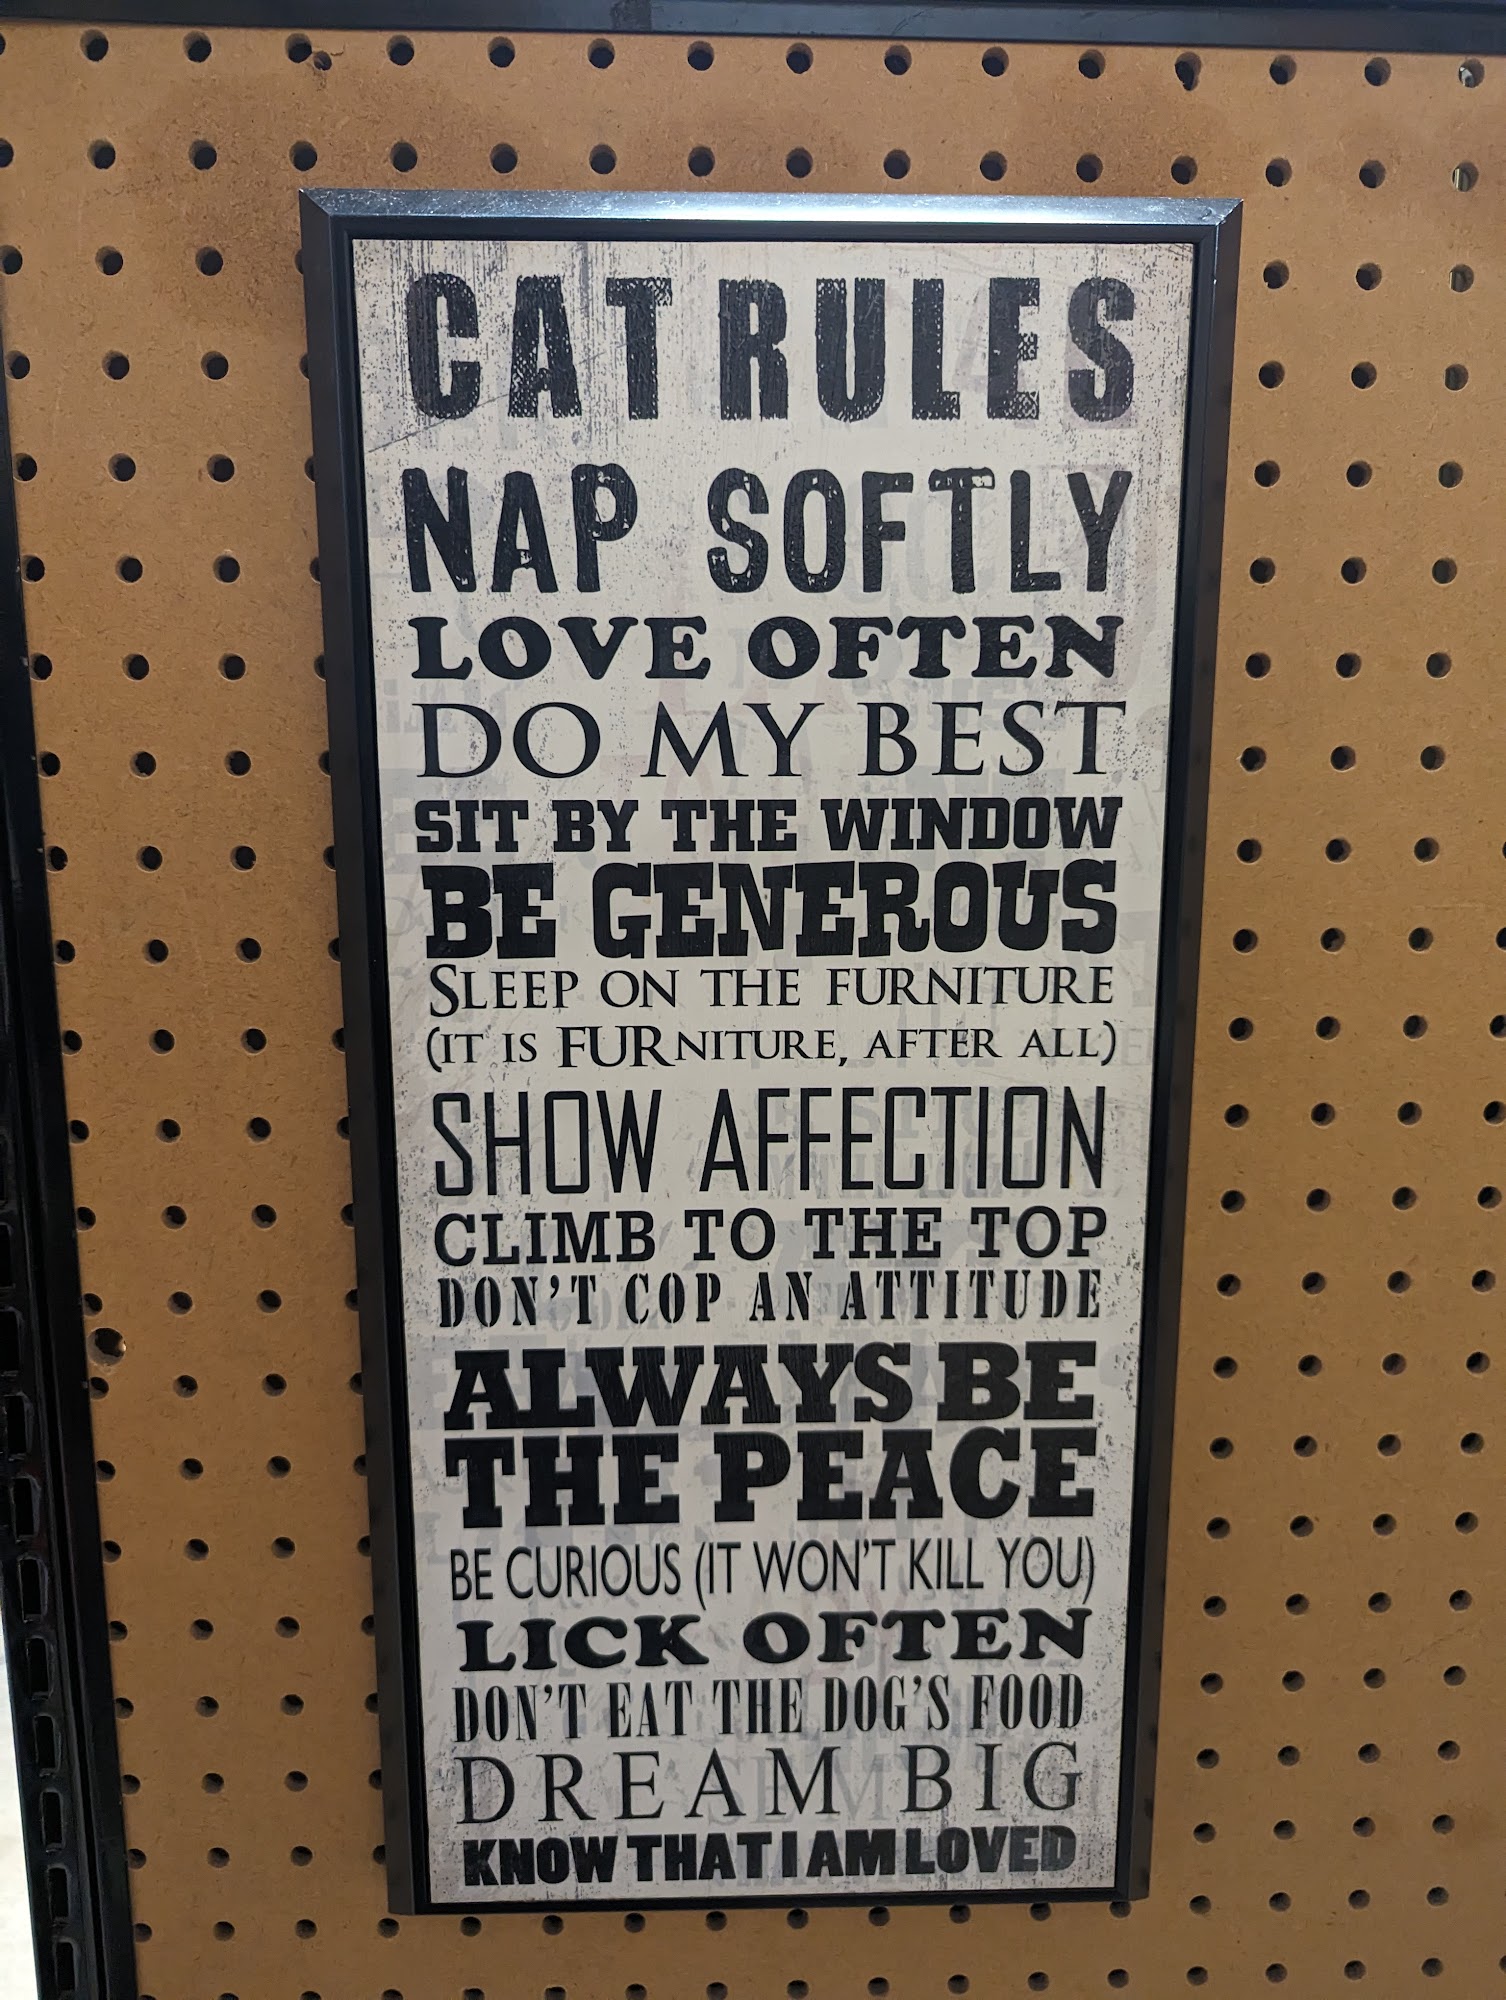 CAT RULES
NAP SOFTLY
LOVE OFTEN
DO MY BEST
SIT BY THE WINDOW
BE GENEROUS
SLEEP ON THE FURNITURE
(IT IS FURNITURE, AFTER ALL)
SHOW AFFECTION
CLIMB TO THE TOP
DON'T COP AN ATTITUDE
ALWAYS BE
THE PEACE
BE CURIOUS (IT WON'T KILL YOU)
LICK OFTEN
DON'T EAT THE DOG'S FOOD
DREAM BIG
KNOW THAT I AM LOVED